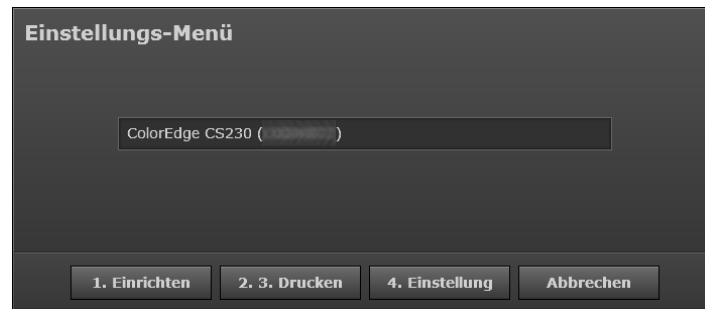 Einstellungs-Menü
ColorEdge CS230 ( )
1. Einrichten 2. 3. Drucken 4. Einstellung Abbrechen